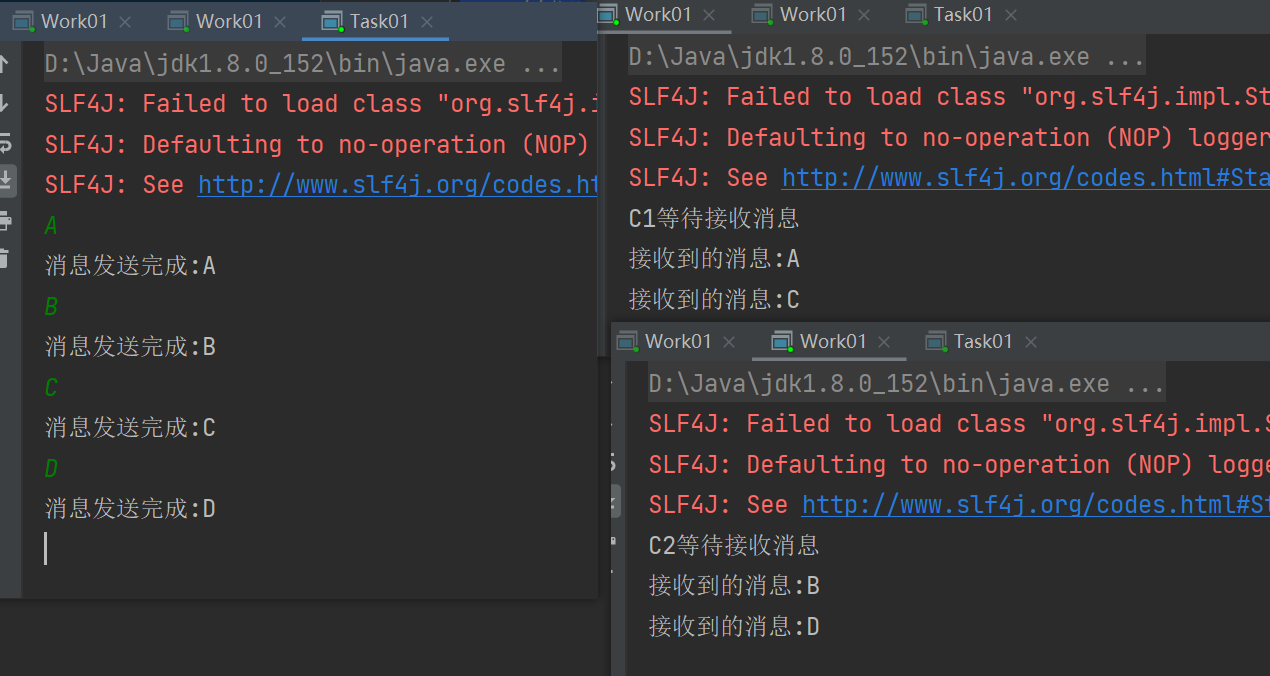 Work01 Work01 Task01
D:\Java\jdk1.8.0_152\bin\java.exe ...
SLF4J: Failed to load class "org.slf4j.i
SLF4J: Defaulting to no-operation (NOP)
SLF4J: See http://www.slf4j.org/codes.ht
A
消息发送完成:A
B
消息发送完成:B
C
消息发送完成:C
D
消息发送完成:D
Work01 Work01 Task01
D:\Java\jdk1.8.0_152\bin\java.exe ...
SLF4J: Failed to load class "org.slf4j.impl.St
SLF4J: Defaulting to no-operation (NOP) logger
SLF4J: See http://www.slf4j.org/codes.html#Sta
C1等待接收消息
接收到的消息:A
接收到的消息:C
Work01 Work01 Task01
D:\Java\jdk1.8.0_152\bin\java.exe ...
SLF4J: Failed to load class "org.slf4j.impl.S
SLF4J: Defaulting to no-operation (NOP) logge
SLF4J: See http://www.slf4j.org/codes.html#St
C2等待接收消息
接收到的消息:B
接收到的消息:D